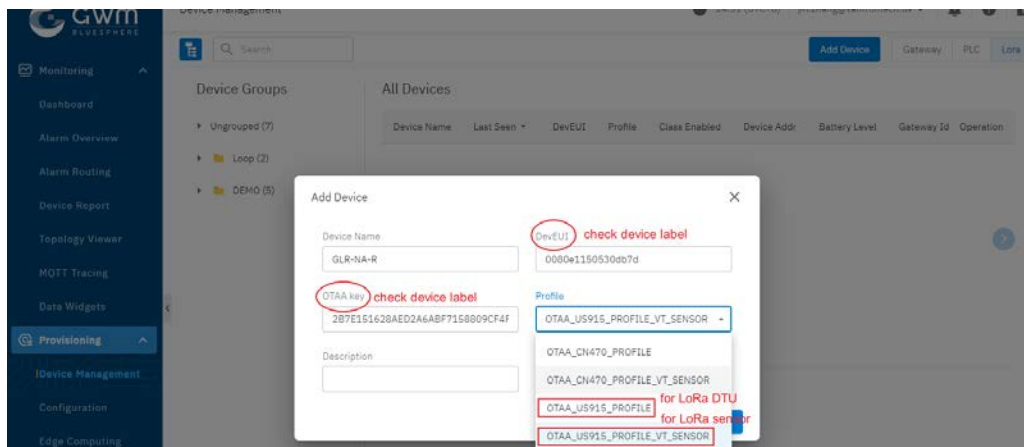 GWM
BLUESPHERE
Device Management
Search
Add Device
Gateway
PLC
Lora
Monitoring
Dashboard
Alarm Overview
Alarm Routing
Device Report
Topology Viewer
MQTT Tracing
Data Widgets
Provisioning
Device Management
Configuration
Edge Computing
Device Groups
Ungrouped (7)
Loop (2)
DEMO (5)
All Devices
Device Name Last Seen DevEUI Profile Class Enabled Device Addr Battery Level Gateway Id Operation
Add Device
Device Name
GLR-NA-R
DevEUI check device label
0080e1150530db7d
OTAA key check device label
2B7E151628AED2A6ABF7158809CF4F
Profile
OTAA_US915_PROFILE_VT_SENSOR
Description
OTAA_CN470_PROFILE
OTAA_CN470_PROFILE_VT_SENSOR
OTAA_US915_PROFILE for LoRa DTU
for LoRa sensor
OTAA_US915_PROFILE_VT_SENSOR